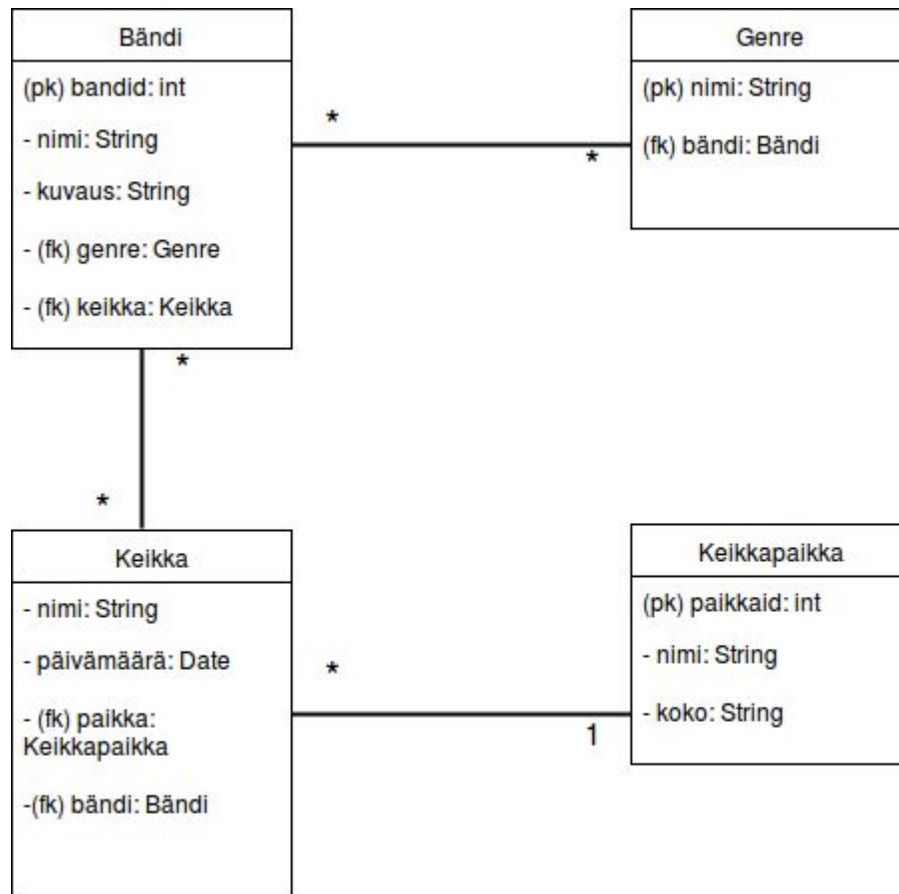 Bändi
(pk) bandid: int
- nimi: String
- kuvaus: String
- (fk) genre: Genre
- (fk) keikka: Keikka
*
*
Genre
(pk) nimi: String
(fk) bändi: Bändi
*
*
Keikka
- nimi: String
- päivämäärä: Date
- (fk) paikka:
Keikkapaikka
-(fk) bändi: Bändi
*
1
Keikkapaikka
(pk) paikkaid: int
- nimi: String
- koko: String